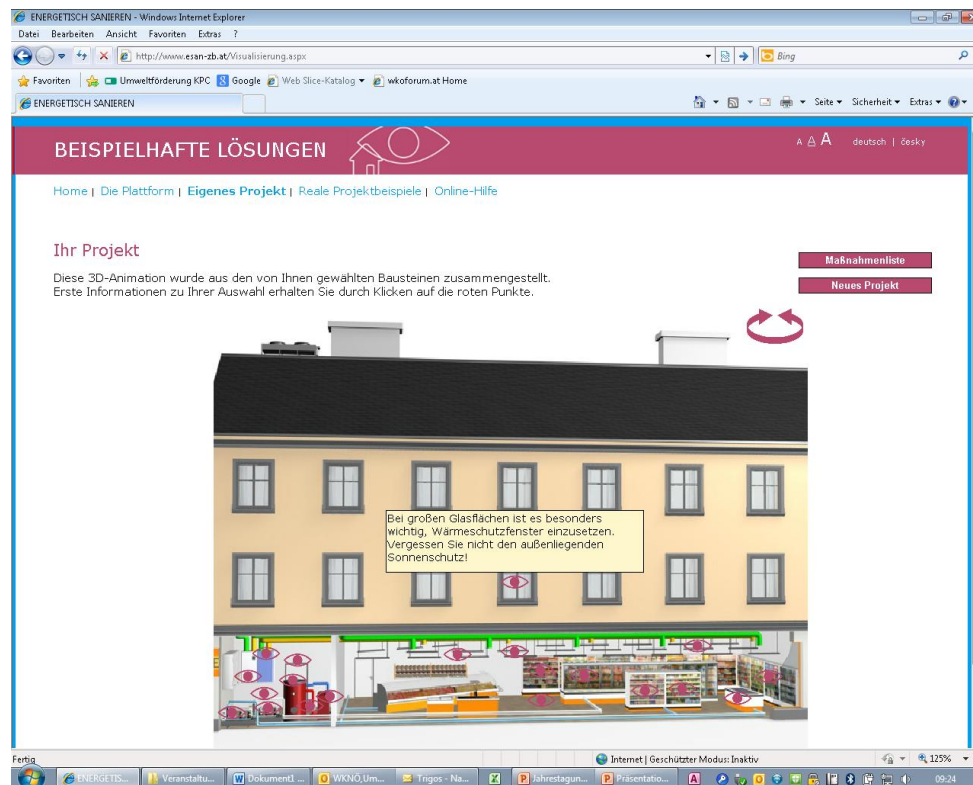 ENERGETISCH SANIEREN - Windows Internet Explorer
Datei Bearbeiten Ansicht Favoriten Extras ?
http://www.esan-zb.at/Visualisierung.aspx
Bing
Favoriten Umweltförderung KPC Google Web Slice-Katalog wkoforum.at Home
ENERGETISCH SANIEREN
Seite Sicherheit Extras
BEISPIELHAFTE LÖSUNGEN
A A A deutsch | česky
Home | Die Plattform | Eigenes Projekt | Reale Projektbeispiele | Online-Hilfe
Ihr Projekt
Maßnahmenliste
Diese 3D-Animation wurde aus den von Ihnen gewählten Bausteinen zusammengestellt.
Neues Projekt
Erste Informationen zu Ihrer Auswahl erhalten Sie durch Klicken auf die roten Punkte.
Bei großen Glasflächen ist es besonders
wichtig, Wärmeschutzfenster einzusetzen.
Vergessen Sie nicht den außenliegenden
Sonnenschutz!
Fertig
Internet | Geschützter Modus: Inaktiv
125%
ENERGETIS... Veranstaltu... Dokument1 ... WKNÖ,Um... Trigos - Na... Jahrestagun... Präsentatio...
09:24